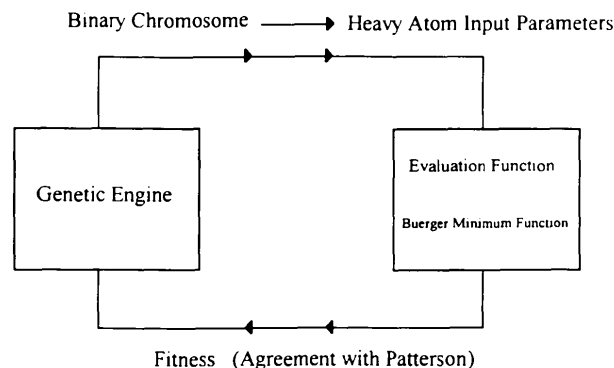 Binary Chromosome Heavy Atom Input Parameters
Genetic Engine
Evaluation Function
Buerger Minimum Function
Fitness (Agreement with Patterson)